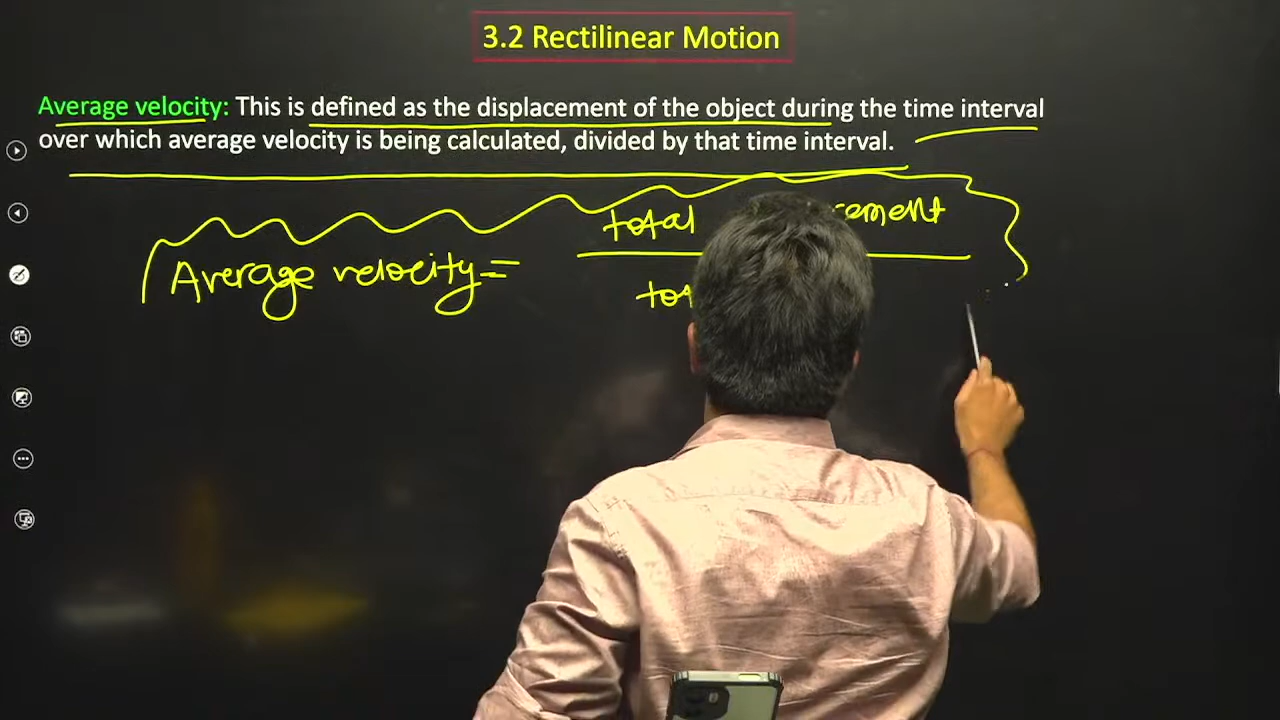 3.2 Rectilinear Motion
Average velocity: This is defined as the displacement of the object during the time interval
over which average velocity is being calculated, divided by that time interval.
total
Average velocity =